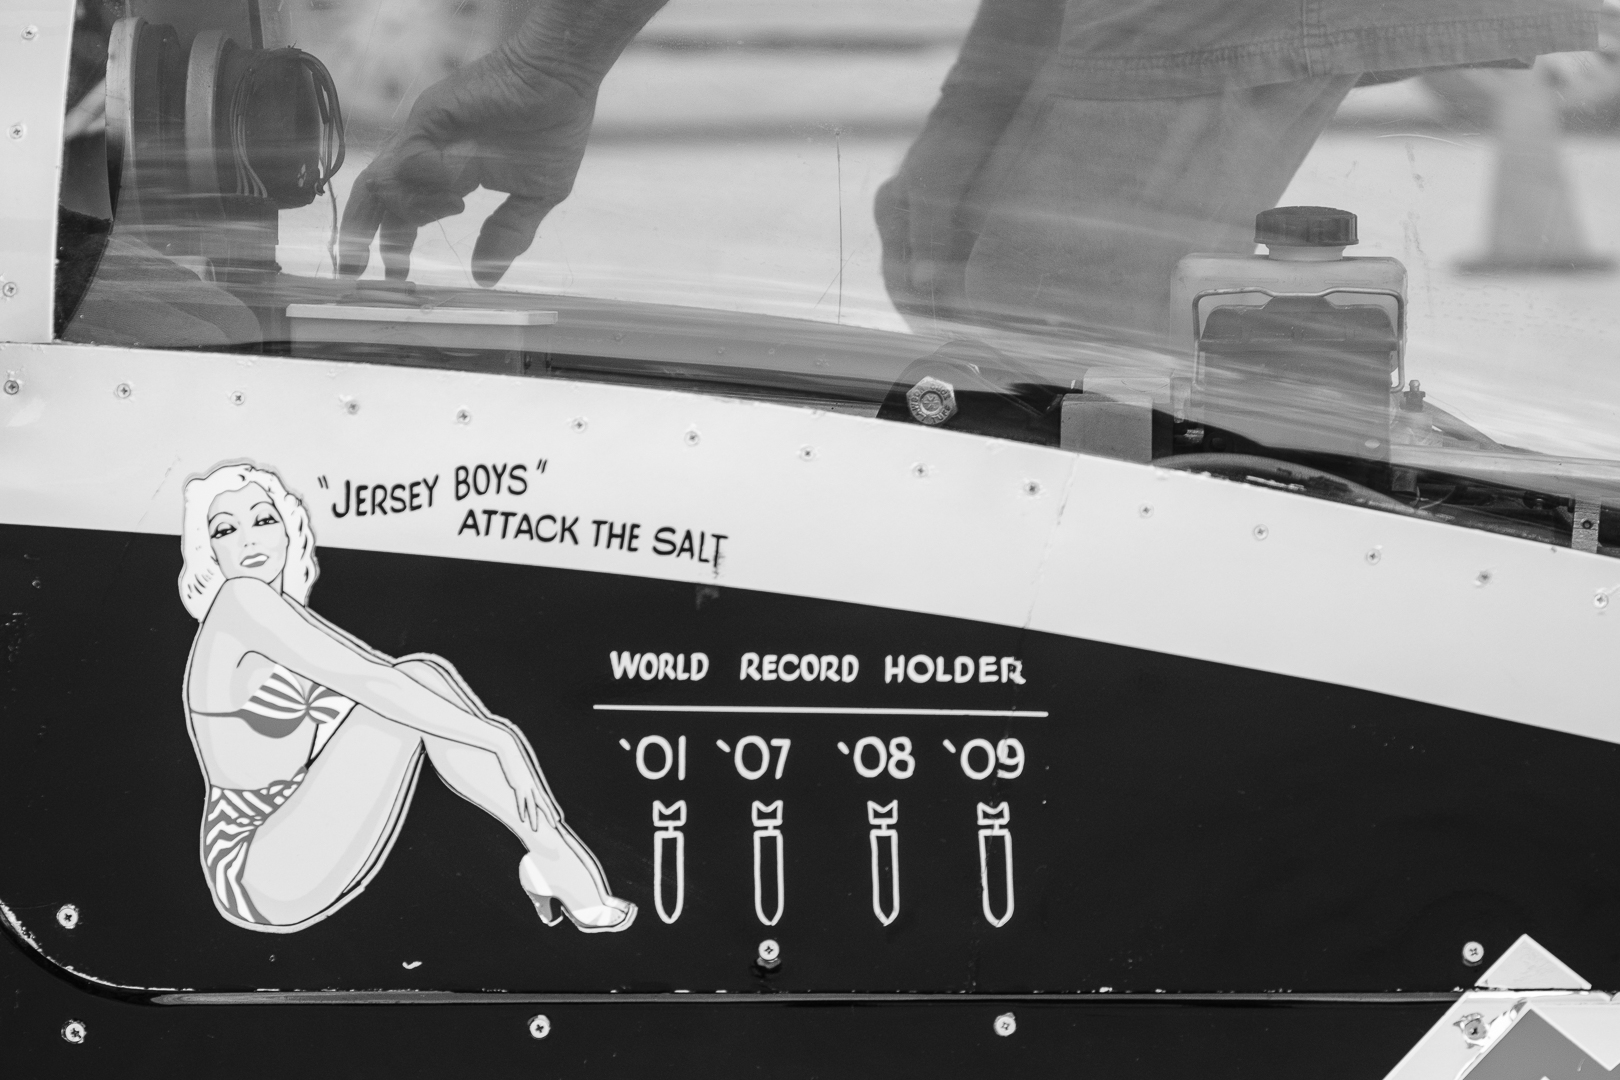 "JERSEY BOYS"
ATTACK THE SALT
WORLD RECORD HOLDER
`01 `07 `08 `09